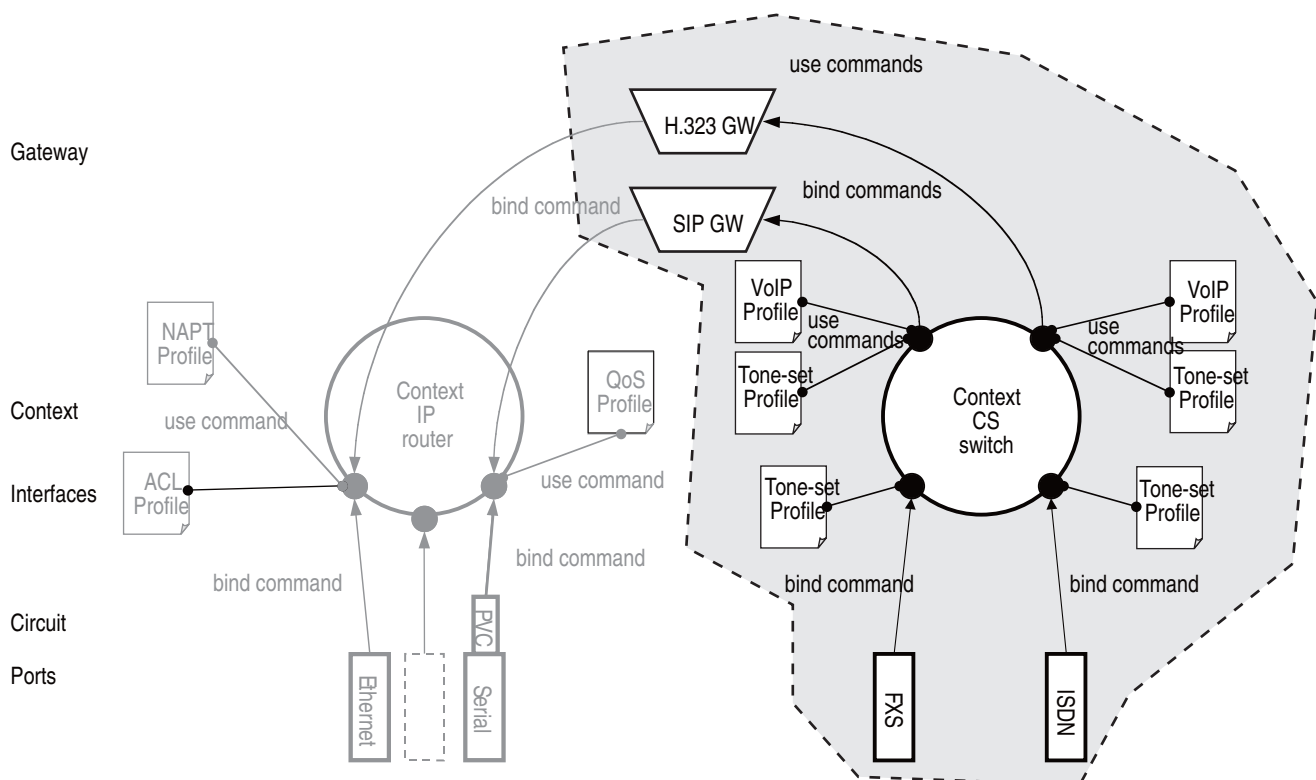 use commands
Gateway
H.323 GW
bind commands
bind command
SIP GW
VoIP
Profile
VoIP
Profile
use
commands
use
commands
NAPT
Profile
QoS
Profile
Tone-set
Profile
Tone-set
Profile
Context
Context
IP
router
Context
CS
switch
use command
Interfaces
ACL
Profile
use command
Tone-set
Profile
Tone-set
Profile
bind command
bind command
bind command
bind command
Circuit
PVC
Ports
Ethernet
Serial
FXS
ISDN